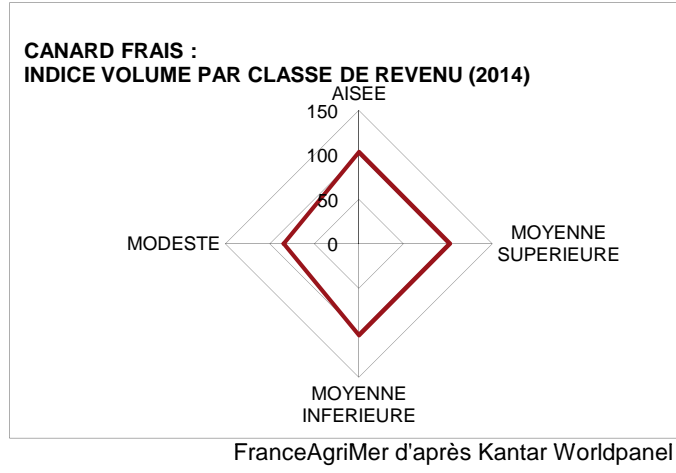 CANARD FRAIS :
INDICE VOLUME PAR CLASSE DE REVENU (2014)
AISEE
150
100
50
0
MODESTE
MOYENNE
SUPERIEURE
MOYENNE
INFERIEURE
FranceAgriMer d'après Kantar Worldpanel